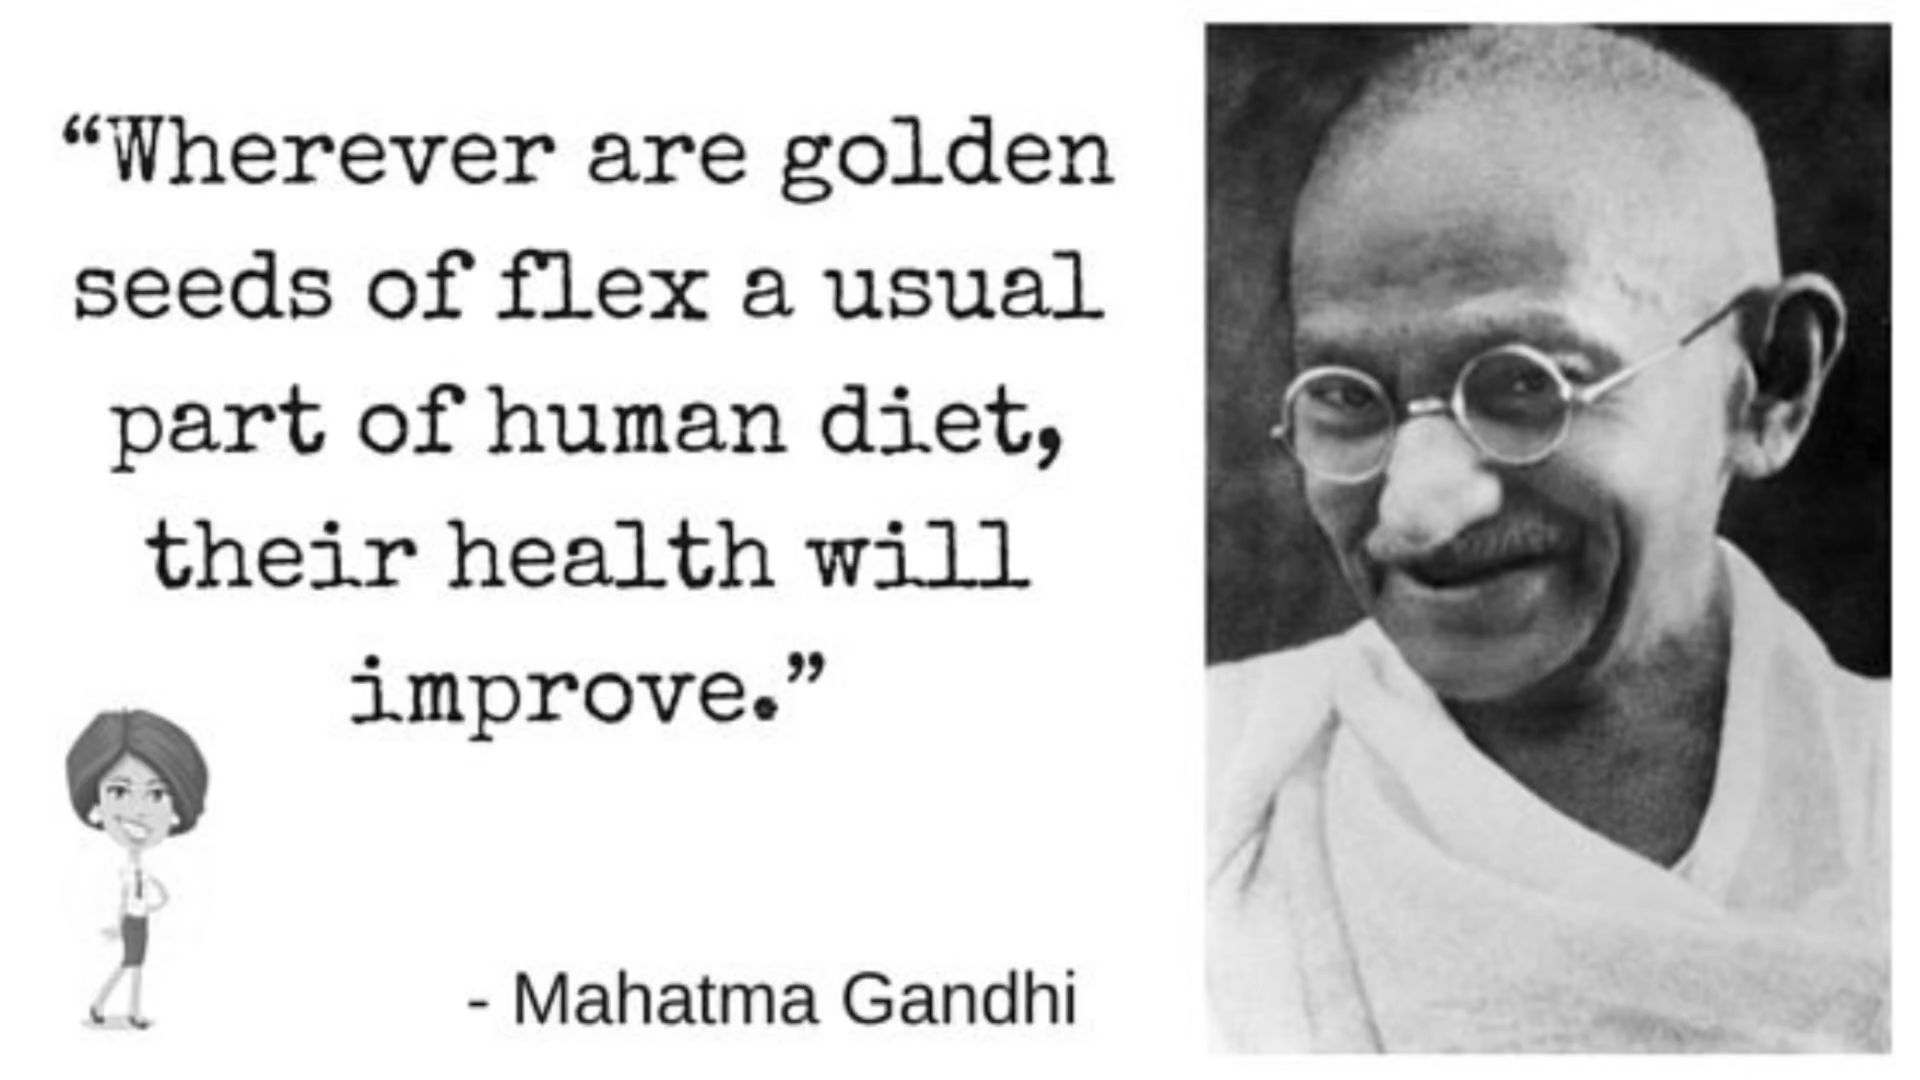 “Wherever are golden
seeds of flex a usual
part of human diet,
their health will
improve.”
- Mahatma Gandhi